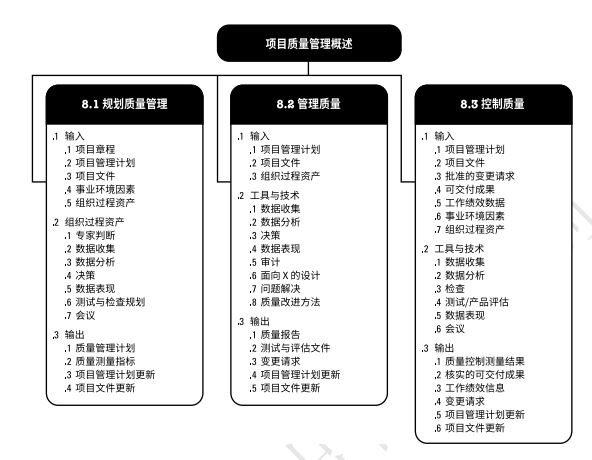 项目质量管理概述
8.1 规划质量管理
.1 输入
.1 项目章程
.2 项目管理计划
.3 项目文件
.4 事业环境因素
.5 组织过程资产
.2 组织过程资产
.1 专家判断
.2 数据收集
.3 数据分析
.4 决策
.5 数据表现
.6 测试与检查规划
.7 会议
.3 输出
.1 质量管理计划
.2 质量测量指标
.3 项目管理计划更新
.4 项目文件更新
8.2 管理质量
.1 输入
.1 项目管理计划
.2 项目文件
.3 组织过程资产
.2 工具与技术
.1 数据收集
.2 数据分析
.3 决策
.4 数据表现
.5 审计
.6 面向 X 的设计
.7 问题解决
.8 质量改进方法
.3 输出
.1 质量报告
.2 测试与评估文件
.3 变更请求
.4 项目管理计划更新
.5 项目文件更新
8.3 控制质量
.1 输入
.1 项目管理计划
.2 项目文件
.3 批准的变更请求
.4 可交付成果
.5 工作绩效数据
.6 事业环境因素
.7 组织过程资产
.2 工具与技术
.1 数据收集
.2 数据分析
.3 检查
.4 测试/产品评估
.5 数据表现
.6 会议
.3 输出
.1 质量控制测量结果
.2 核实的可交付成果
.3 工作绩效信息
.4 变更请求
.5 项目管理计划更新
.6 项目文件更新